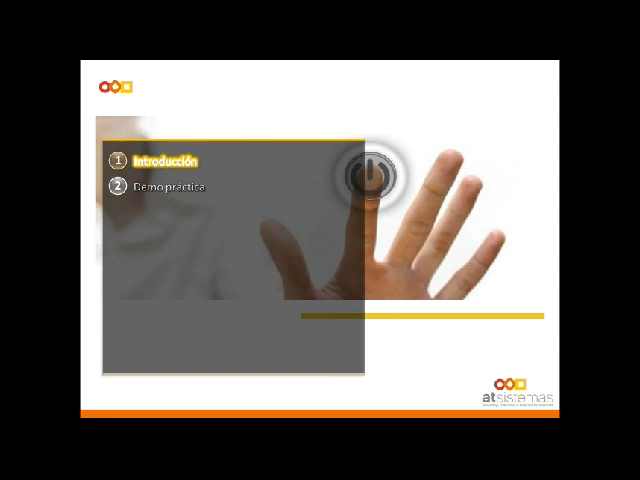 1 Introducción
2 Demo práctica
atsistemas